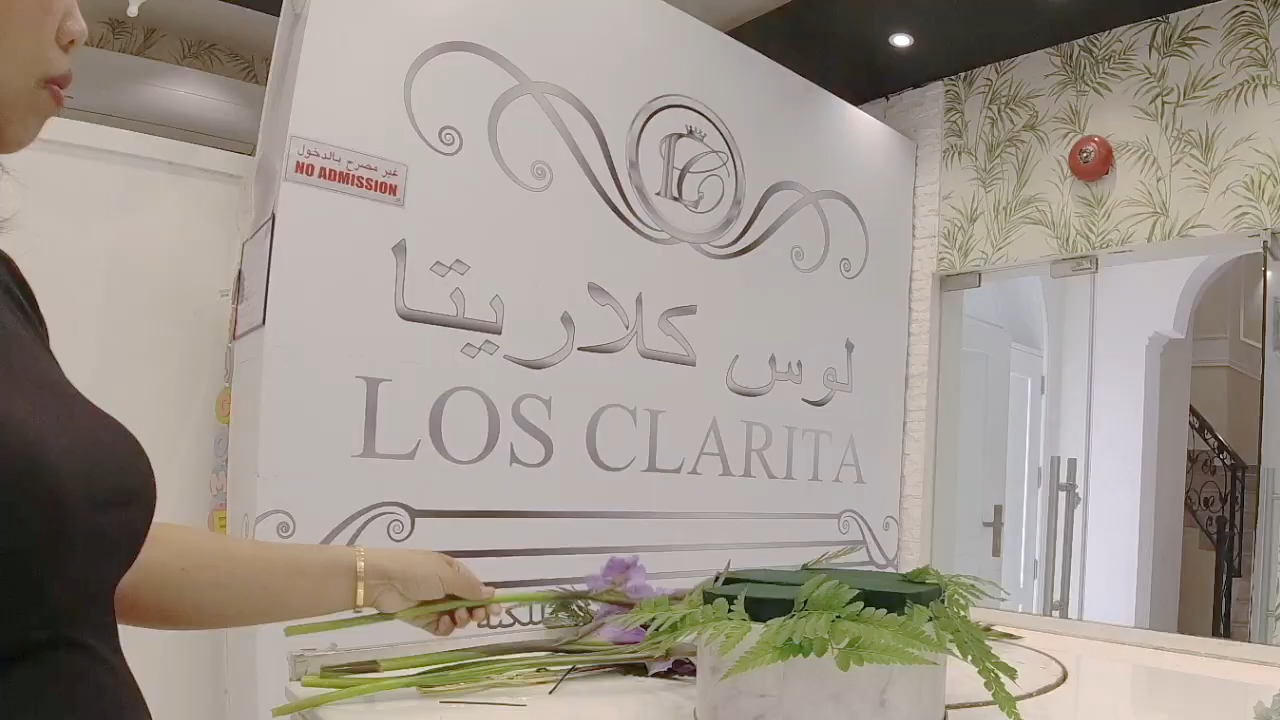 غير مصرح بالدخول
NO ADMISSION
LC
لوس كلاريتا
LOS CLARITA